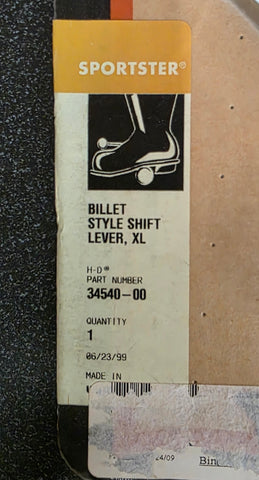 SPORTSTER®
BILLET
STYLE SHIFT
LEVER, XL
H-D®
PART NUMBER
34540-00
QUANTITY
1
06/23/99
MADE IN
24/09